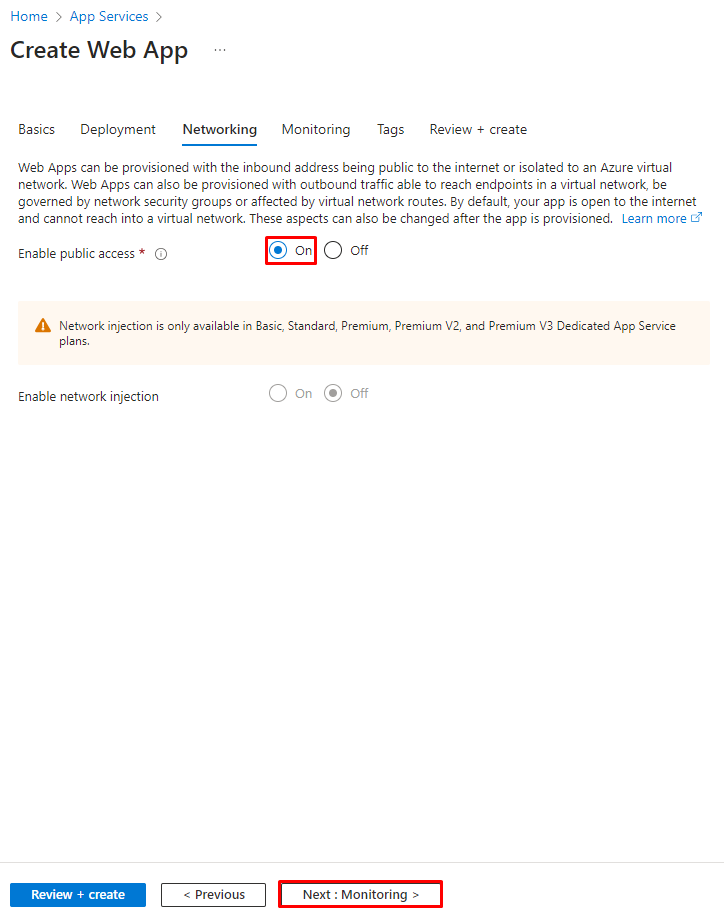 Home > App Services >
Create Web App ...
Basics Deployment Networking Monitoring Tags Review + create
Web Apps can be provisioned with the inbound address being public to the internet or isolated to an Azure virtual
network. Web Apps can also be provisioned with outbound traffic able to reach endpoints in a virtual network, be
governed by network security groups or affected by virtual network routes. By default, your app is open to the internet
and cannot reach into a virtual network. These aspects can also be changed after the app is provisioned. Learn more
Enable public access * On Off
Network injection is only available in Basic, Standard, Premium, Premium V2, and Premium V3 Dedicated App Service
plans.
Enable network injection On Off
Review + create < Previous Next : Monitoring >